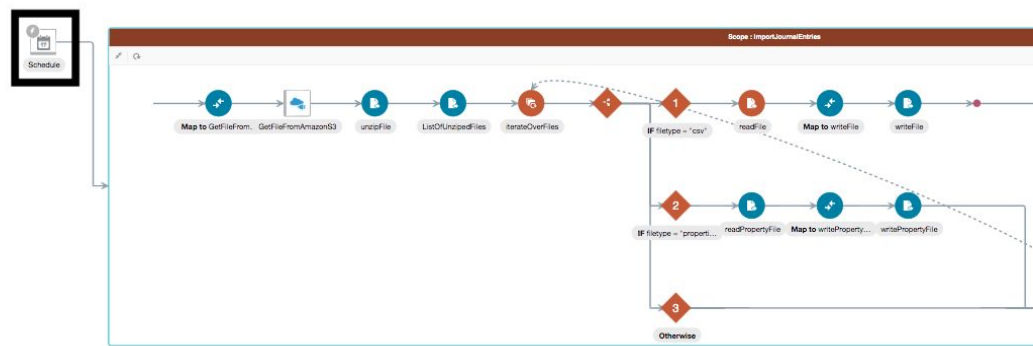 Scope : ImportJournalEntries
Schedule
Map to GetFileFrom...
GetFileFromAmazonS3
unzipFile
ListOfUnzipedFiles
iterateOverFiles
1
IF filetype = "csv"
readFile
Map to writeFile
writeFile
2
IF filetype = "properti...
readPropertyFile
Map to writeProperty...
writePropertyFile
3
Otherwise